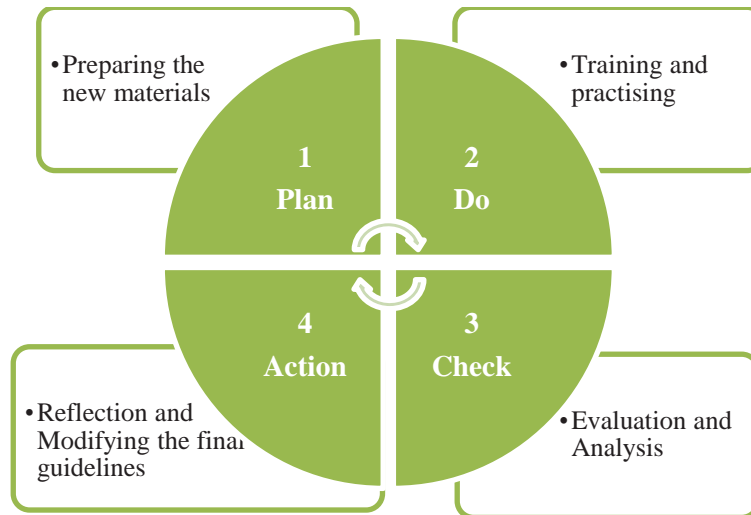 •Preparing the
new materials
•Training and
practising
1
Plan
2
Do
4
Action
3
Check
•Reflection and
Modifying the final
guidelines
•Evaluation and
Analysis